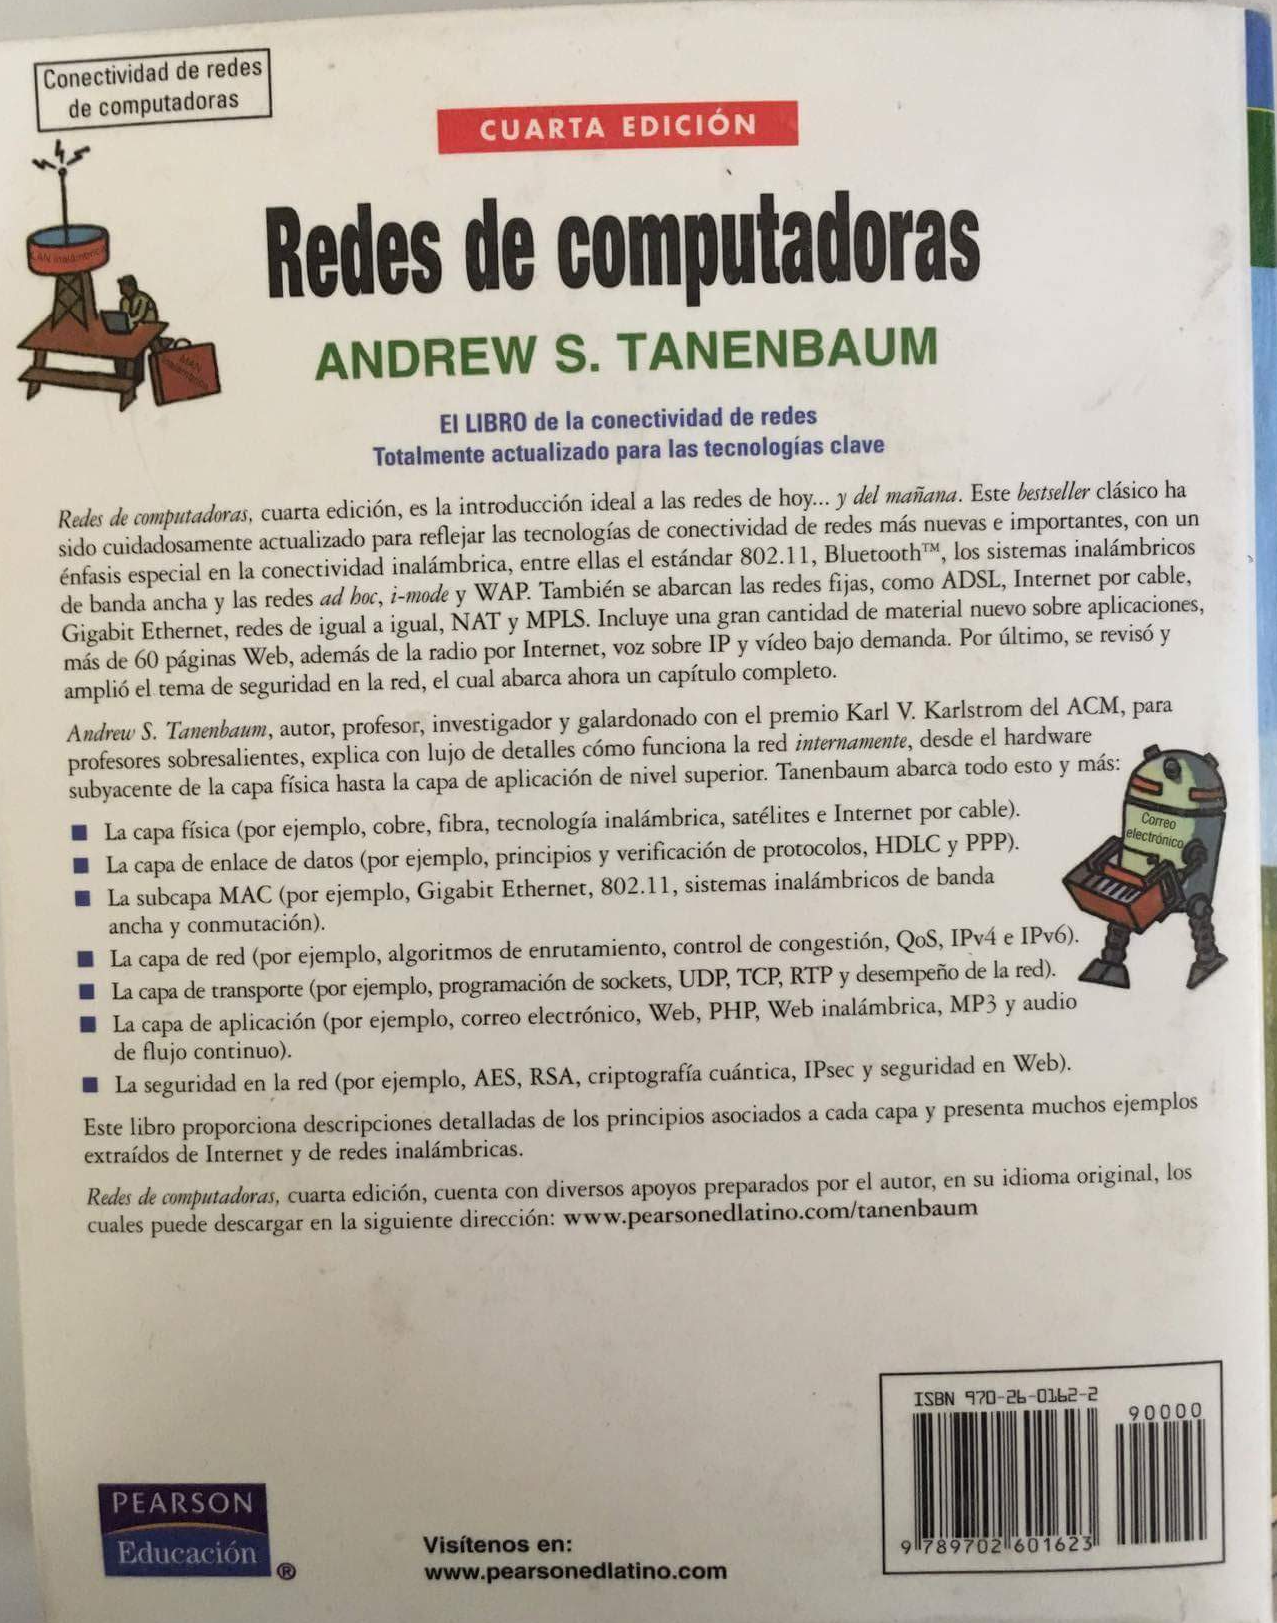 Conectividad de redes
de computadoras
CUARTA EDICIÓN
Redes de computadoras
ANDREW S. TANENBAUM
LAN inalámbrica
MAN
inalámbrica
El LIBRO de la conectividad de redes
Totalmente actualizado para las tecnologías clave
Redes de computadoras, cuarta edición, es la introducción ideal a las redes de hoy... y del mañana. Este bestseller clásico ha
sido cuidadosamente actualizado para reflejar las tecnologías de conectividad de redes más nuevas e importantes, con un
énfasis especial en la conectividad inalámbrica, entre ellas el estándar 802.11, Bluetooth™, los sistemas inalámbricos
de banda ancha y las redes ad hoc, i-mode y WAP. También se abarcan las redes fijas, como ADSL, Internet por cable,
Gigabit Ethernet, redes de igual a igual, NAT y MPLS. Incluye una gran cantidad de material nuevo sobre aplicaciones,
más de 60 páginas Web, además de la radio por Internet, voz sobre IP y vídeo bajo demanda. Por último, se revisó y
amplió el tema de seguridad en la red, el cual abarca ahora un capítulo completo.
Andrew S. Tanenbaum, autor, profesor, investigador y galardonado con el premio Karl V. Karlstrom del ACM, para
profesores sobresalientes, explica con lujo de detalles cómo funciona la red internamente, desde el hardware
subyacente de la capa física hasta la capa de aplicación de nivel superior. Tanenbaum abarca todo esto y más:
■ La capa física (por ejemplo, cobre, fibra, tecnología inalámbrica, satélites e Internet por cable).
■ La capa de enlace de datos (por ejemplo, principios y verificación de protocolos, HDLC y PPP).
■ La subcapa MAC (por ejemplo, Gigabit Ethernet, 802.11, sistemas inalámbricos de banda
ancha y conmutación).
■ La capa de red (por ejemplo, algoritmos de enrutamiento, control de congestión, QoS, IPv4 e IPv6).
■ La capa de transporte (por ejemplo, programación de sockets, UDP, TCP, RTP y desempeño de la red).
■ La capa de aplicación (por ejemplo, correo electrónico, Web, PHP, Web inalámbrica, MP3 y audio
de flujo continuo).
■ La seguridad en la red (por ejemplo, AES, RSA, criptografía cuántica, IPsec y seguridad en Web).
Correo
electrónico
Este libro proporciona descripciones detalladas de los principios asociados a cada capa y presenta muchos ejemplos
extraídos de Internet y de redes inalámbricas.
Redes de computadoras, cuarta edición, cuenta con diversos apoyos preparados por el autor, en su idioma original, los
cuales puede descargar en la siguiente dirección: www.pearsonedlatino.com/tanenbaum
PEARSON
Educación
®
Visítenos en:
www.pearsonedlatino.com
ISBN 970-26-0162-2
90000
9 789702 601623